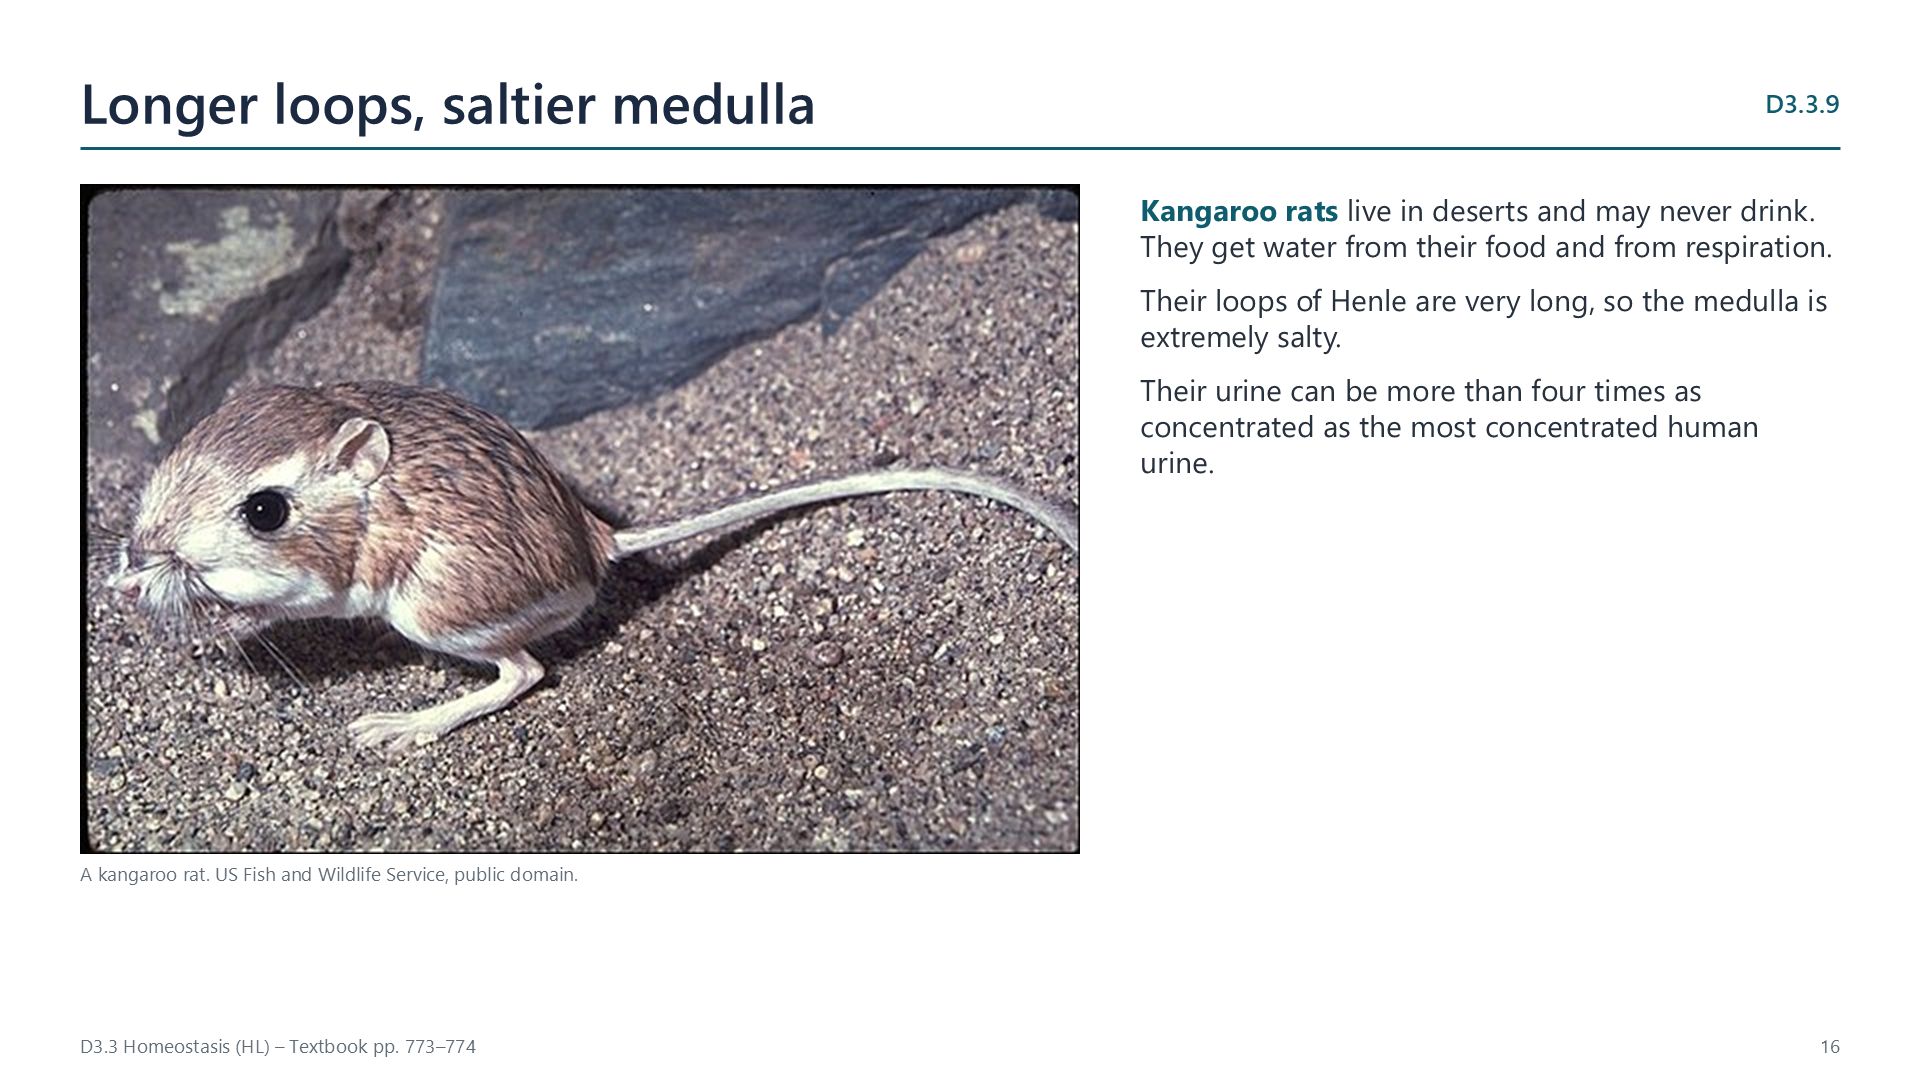 Longer loops, saltier medulla
D3.3.9
Kangaroo rats live in deserts and may never drink.
They get water from their food and from respiration.
Their loops of Henle are very long, so the medulla is
extremely salty.
Their urine can be more than four times as
concentrated as the most concentrated human
urine.
A kangaroo rat. US Fish and Wildlife Service, public domain.
D3.3 Homeostasis (HL) – Textbook pp. 773–774
16